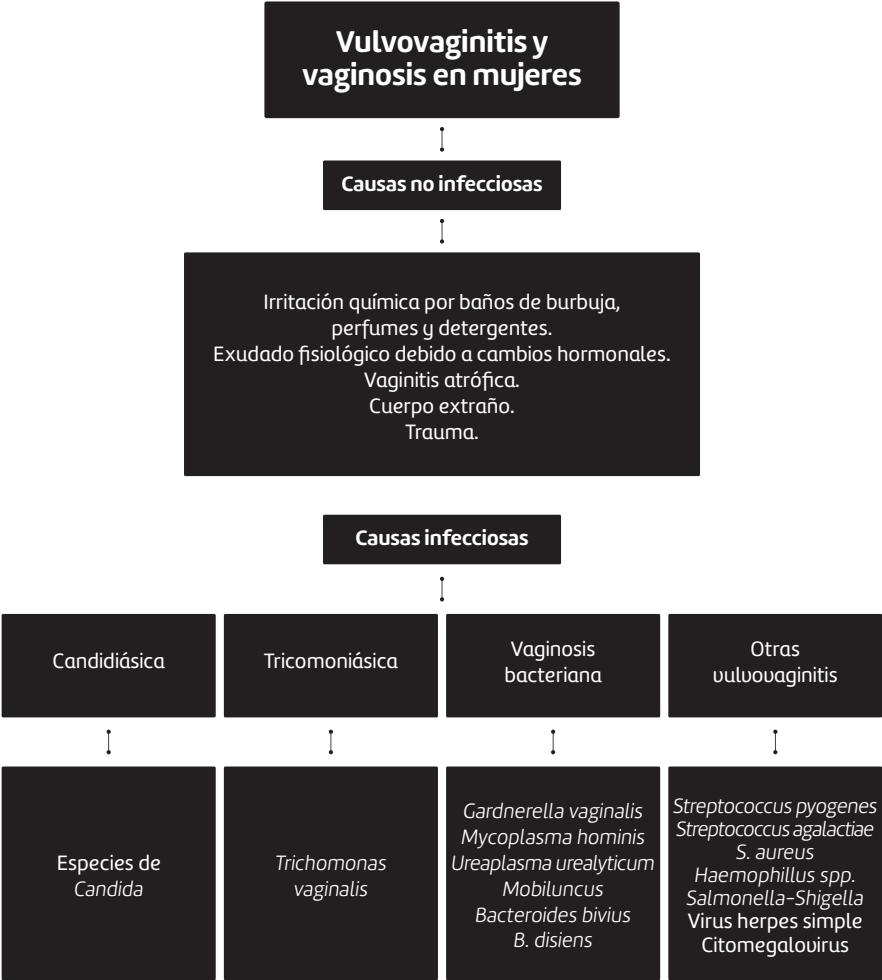 Vulvovaginitis y
vaginosis en mujeres
Causas no infecciosas
Irritación química por baños de burbuja,
perfumes y detergentes.
Exudado fisiológico debido a cambios hormonales.
Vaginitis atrófica.
Cuerpo extraño.
Trauma.
Causas infecciosas
Candidiásica
Tricomoniásica
Vaginosis
bacteriana
Otras
vulvovaginitis
Especies de
Candida
Trichomonas
vaginalis
Gardnerella vaginalis
Mycoplasma hominis
Ureaplasma urealyticum
Mobiluncus
Bacteroides bivius
B. disiens
Streptococcus pyogenes
Streptococcus agalactiae
S. aureus
Haemophillus spp.
Salmonella-Shigella
Virus herpes simple
Citomegalovirus